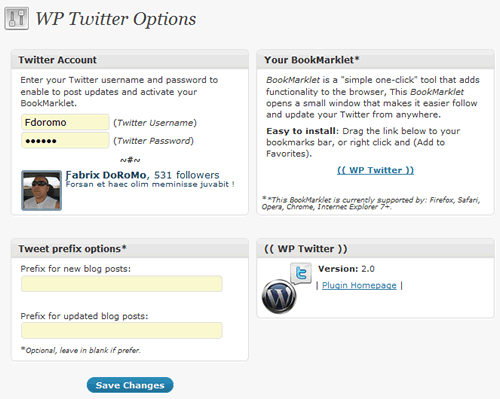 WP Twitter Options
Twitter Account
Enter your Twitter username and password to
enable to post updates and activate your
BookMarklet.
Fdoromo (Twitter Username)
•••••• (Twitter Password)
~#~
Fabrix DoRoMo, 531 followers
Forsan et haec olim meminisse juvabit !
Your BookMarklet*
BookMarklet is a "simple one-click" tool that adds
functionality to the browser, This BookMarklet
opens a small window that makes it easier follow
and update your Twitter from anywhere.
Easy to install: Drag the link below to your
bookmarks bar, or right click and (Add to
Favorites).
(( WP Twitter ))
**This BookMarklet is currently supported by: Firefox, Safari,
Opera, Chrome, Internet Explorer 7+.
Tweet prefix options*
Prefix for new blog posts:
Prefix for updated blog posts:
*Optional, leave in blank if prefer.
(( WP Twitter ))
Version: 2.0
| Plugin Homepage |
Save Changes